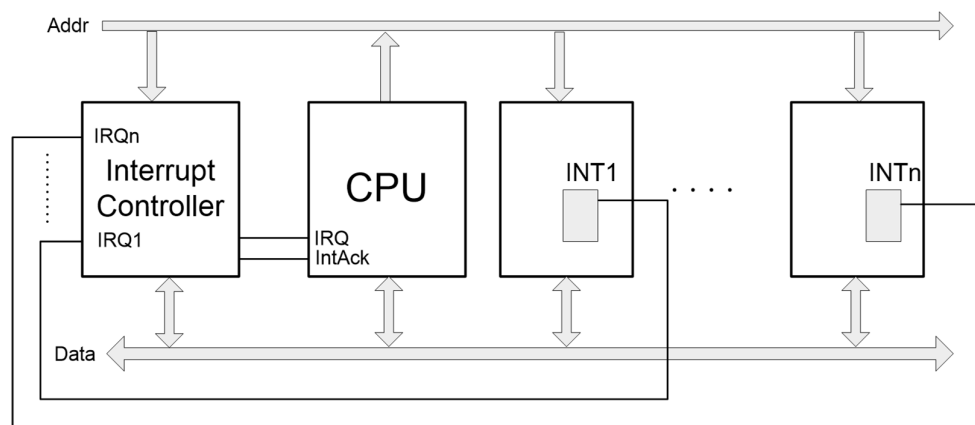 Addr
IRQn
Interrupt
Controller
IRQ1
CPU
IRQ
IntAck
INT1
INTn
Data